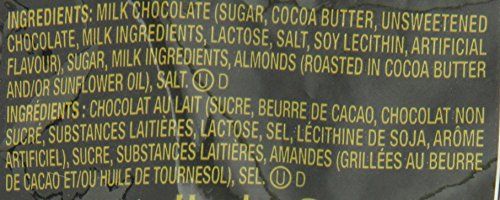 INGREDIENTS: MILK CHOCOLATE (SUGAR, COCOA BUTTER, UNSWEETENED
CHOCOLATE, MILK INGREDIENTS, LACTOSE, SALT, SOY LECITHIN, ARTIFICIAL
FLAVOUR), SUGAR, MILK INGREDIENTS, ALMONDS (ROASTED IN COCOA BUTTER
AND/OR SUNFLOWER OIL), SALT. Ⓤ D
INGRÉDIENTS : CHOCOLAT AU LAIT (SUCRE, BEURRE DE CACAO, CHOCOLAT NON
SUCRÉ, SUBSTANCES LAITIÈRES, LACTOSE, SEL, LÉCITHINE DE SOJA, ARÔME
ARTIFICIEL), SUCRE, SUBSTANCES LAITIÈRES, AMANDES (GRILLÉES AU BEURRE
DE CACAO ET/OU HUILE DE TOURNESOL), SEL. Ⓤ D